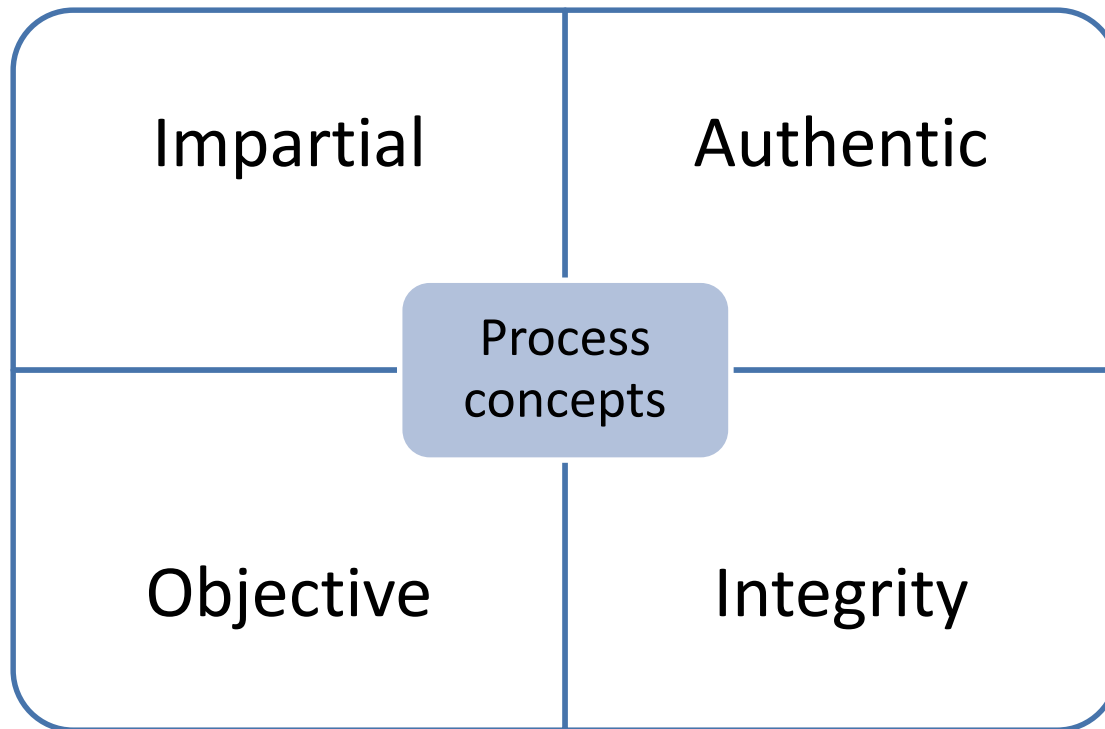 Impartial
Authentic
Process
concepts
Objective
Integrity